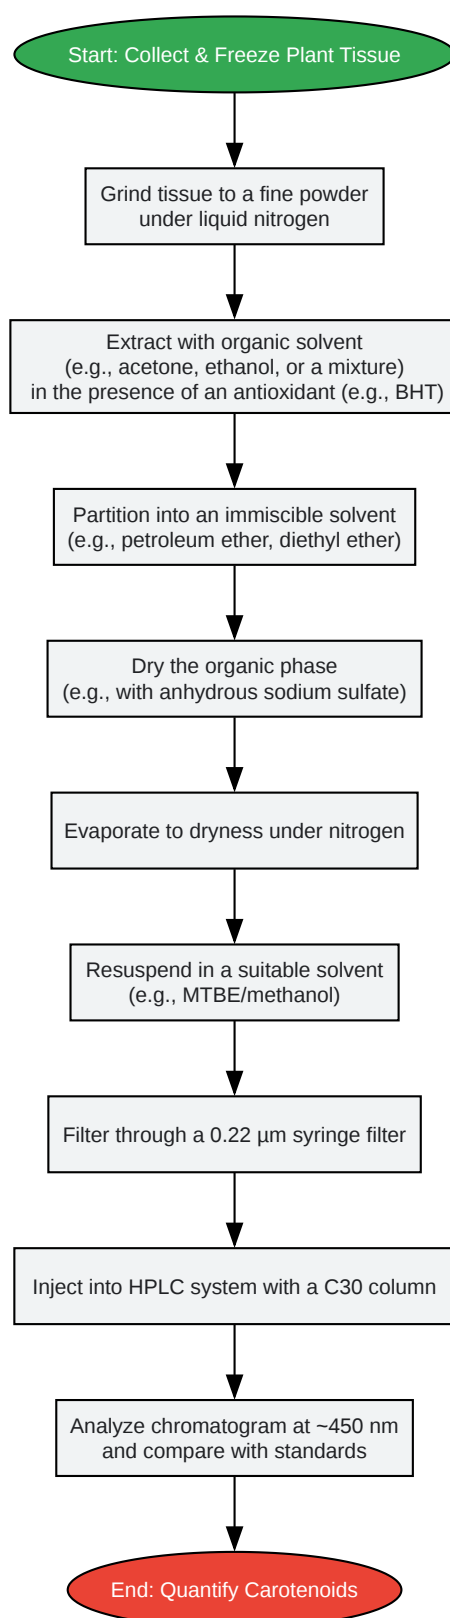 Start: Collect & Freeze Plant Tissue
Grind tissue to a fine powder
under liquid nitrogen
Extract with organic solvent
(e.g., acetone, ethanol, or a mixture)
in the presence of an antioxidant (e.g., BHT)
Partition into an immiscible solvent
(e.g., petroleum ether, diethyl ether)
Dry the organic phase
(e.g., with anhydrous sodium sulfate)
Evaporate to dryness under nitrogen
Resuspend in a suitable solvent
(e.g., MTBE/methanol)
Filter through a 0.22 µm syringe filter
Inject into HPLC system with a C30 column
Analyze chromatogram at ~450 nm
and compare with standards
End: Quantify Carotenoids